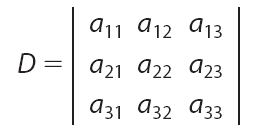 a₁₁ a₁₂ a₁₃
D = a₂₁ a₂₂ a₂₃
a₃₁ a₃₂ a₃₃